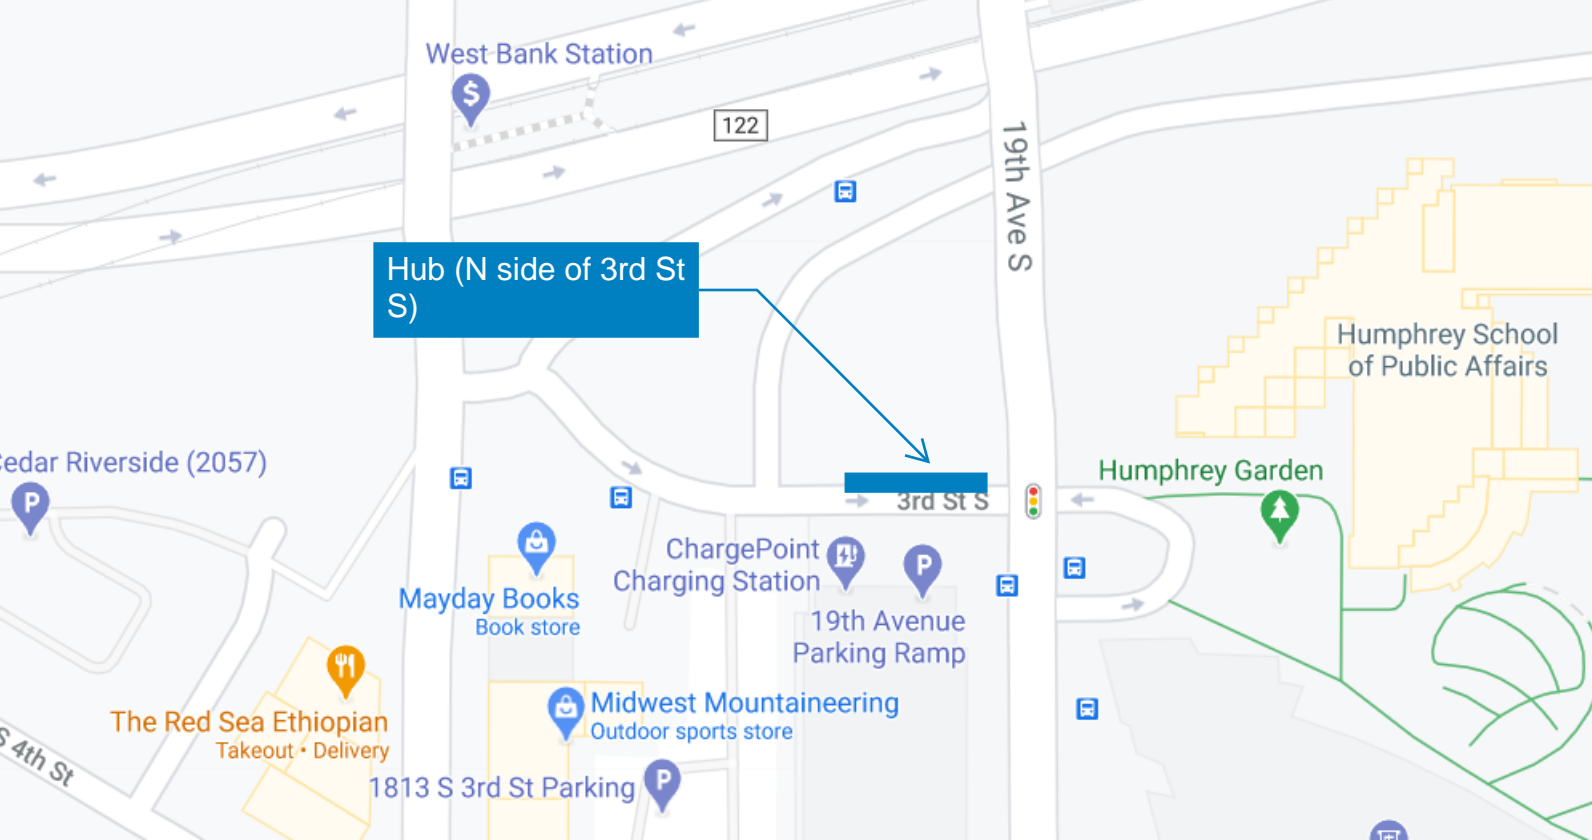 West Bank Station
122
19th Ave S
Hub (N side of 3rd St
S)
Humphrey School
of Public Affairs
edar Riverside (2057)
Humphrey Garden
3rd St S
ChargePoint
Charging Station
Mayday Books
Book store
19th Avenue
Parking Ramp
Midwest Mountaineering
Outdoor sports store
The Red Sea Ethiopian
Takeout • Delivery
S 4th St
1813 S 3rd St Parking